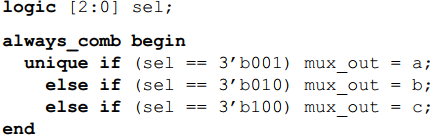 logic [2:0] sel;
always_comb begin
unique if (sel == 3’b001) mux_out = a;
else if (sel == 3’b010) mux_out = b;
else if (sel == 3’b100) mux_out = c;
end